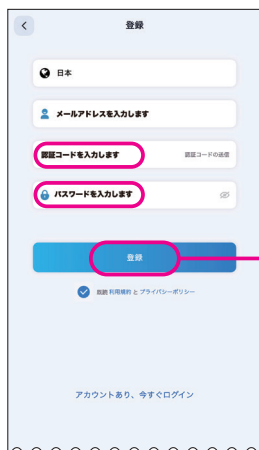 登録
日本
メールアドレスを入力します
認証コードを入力します 認証コードの送信
パスワードを入力します
登録
利用規約 と プライバシーポリシー
アカウントあり、今すぐログイン